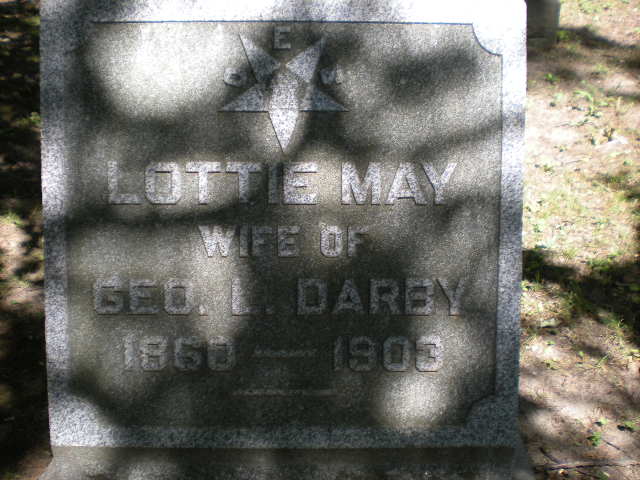 E
LOTTIE MAY
WIFE OF
GEO. L. DARBY
1860 — 1903